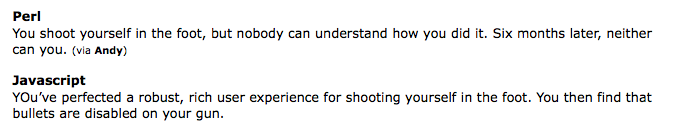 Perl
You shoot yourself in the foot, but nobody can understand how you did it. Six months later, neither
can you. (via Andy)
Javascript
YOu’ve perfected a robust, rich user experience for shooting yourself in the foot. You then find that
bullets are disabled on your gun.